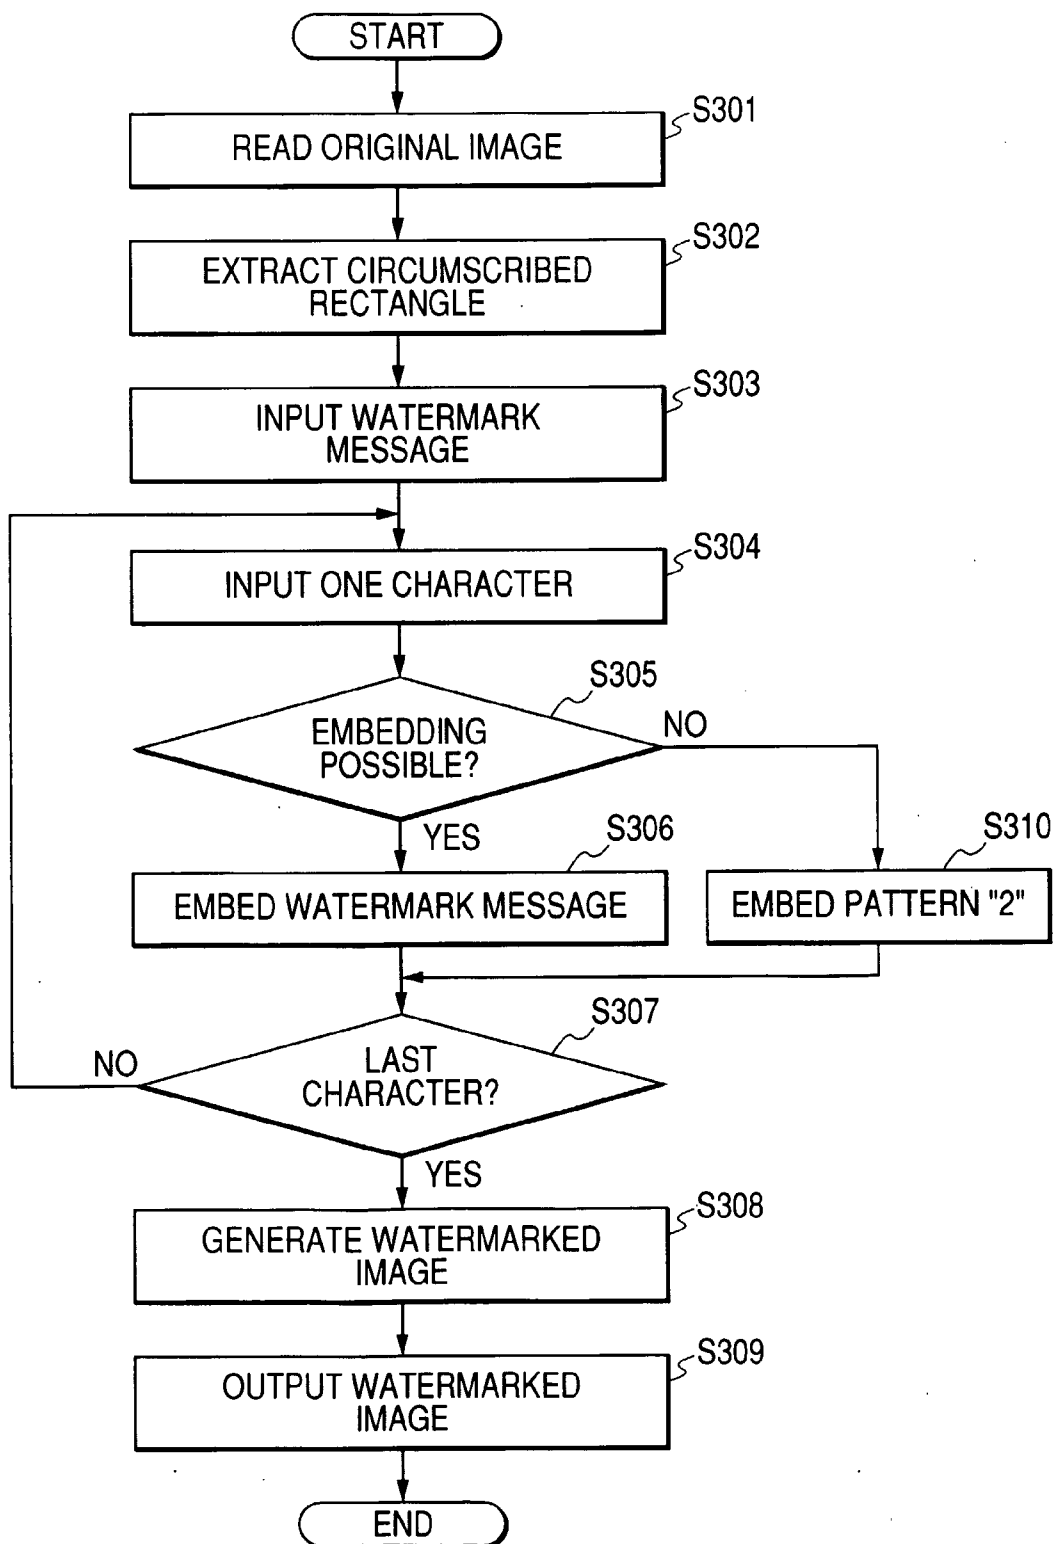 START
S301
READ ORIGINAL IMAGE
S302
EXTRACT CIRCUMSCRIBED
RECTANGLE
S303
INPUT WATERMARK
MESSAGE
S304
INPUT ONE CHARACTER
S305
EMBEDDING
POSSIBLE?
NO
YES
S306
S310
EMBED WATERMARK MESSAGE
EMBED PATTERN "2"
S307
LAST
CHARACTER?
NO
YES
S308
GENERATE WATERMARKED
IMAGE
S309
OUTPUT WATERMARKED
IMAGE
END